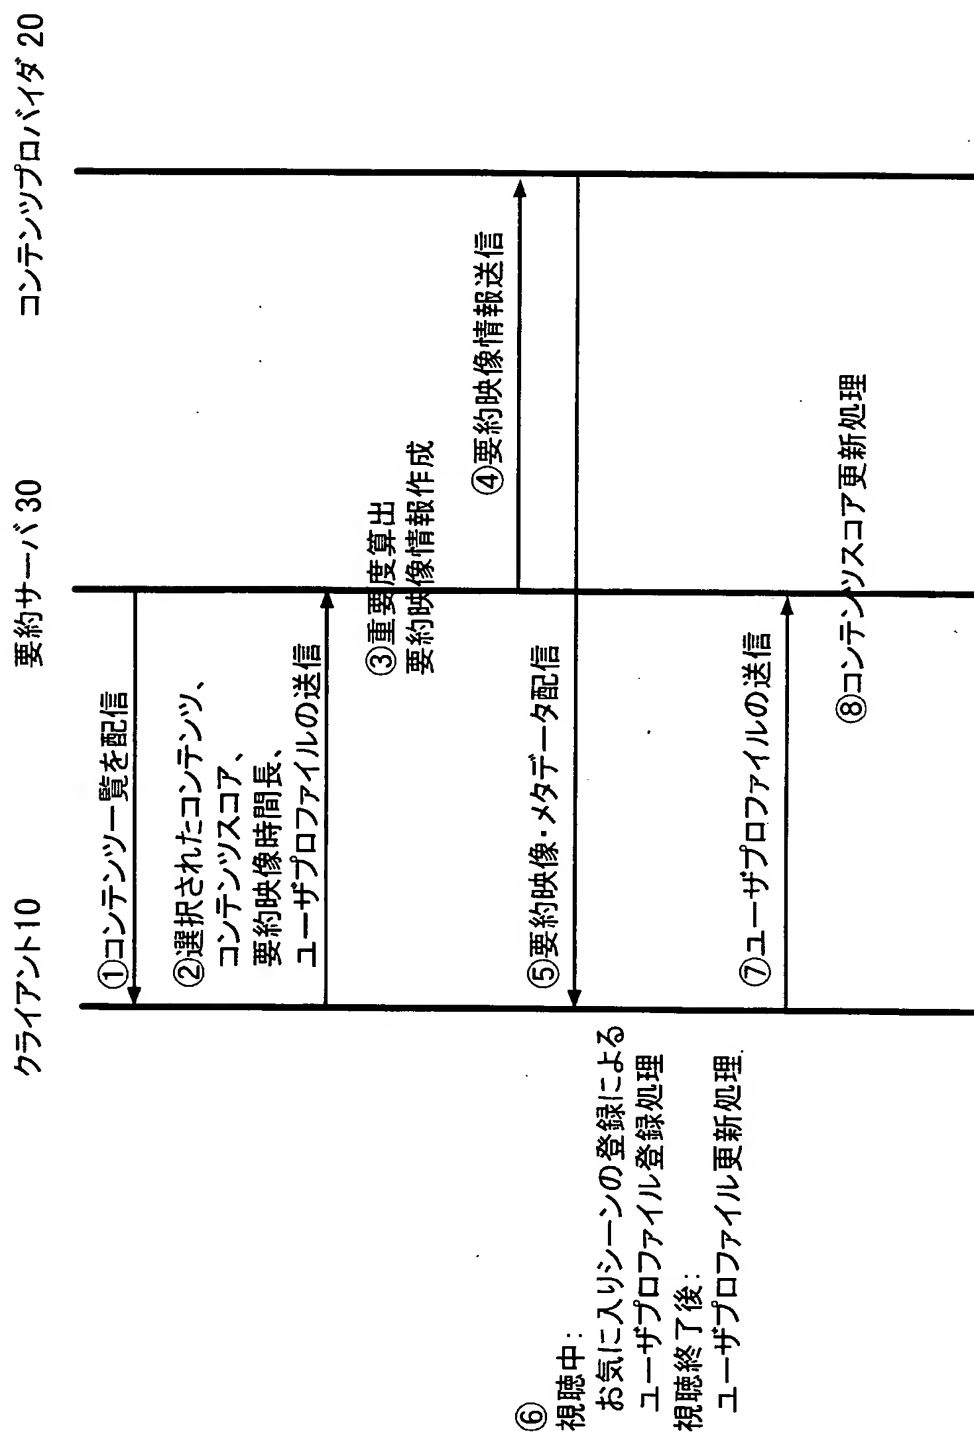 クライアント10
要約サーバ 30
コンテンツプロバイダ 20
①コンテンツ一覧を配信
②選択されたコンテンツ、
コンテンツスコア、
要約映像時間長、
ユーザプロファイルの送信
③重要度算出
要約映像情報作成
④要約映像情報送信
⑤要約映像・メタデータ配信
⑥
視聴中:
お気に入りシーンの登録による
ユーザプロファイル登録処理
視聴終了後:
ユーザプロファイル更新処理
⑦ユーザプロファイルの送信
⑧コンテンツスコア更新処理